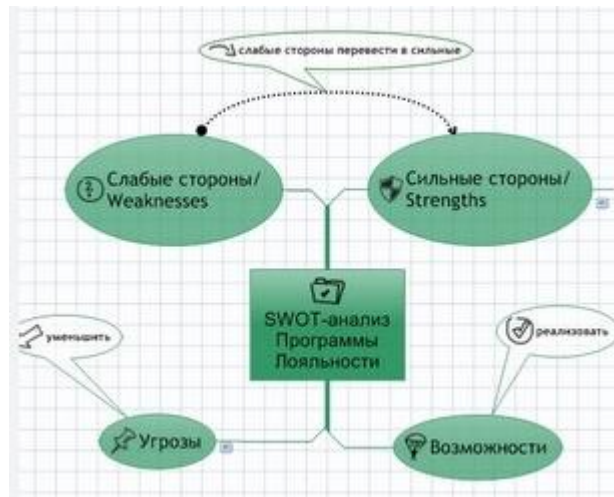 слабые стороны перевести в сильные
Слабые стороны/
Weaknesses
Сильные стороны/
Strengths
SWOT-анализ
Программы
Лояльности
уменьшить
реализовать
Угрозы
Возможности